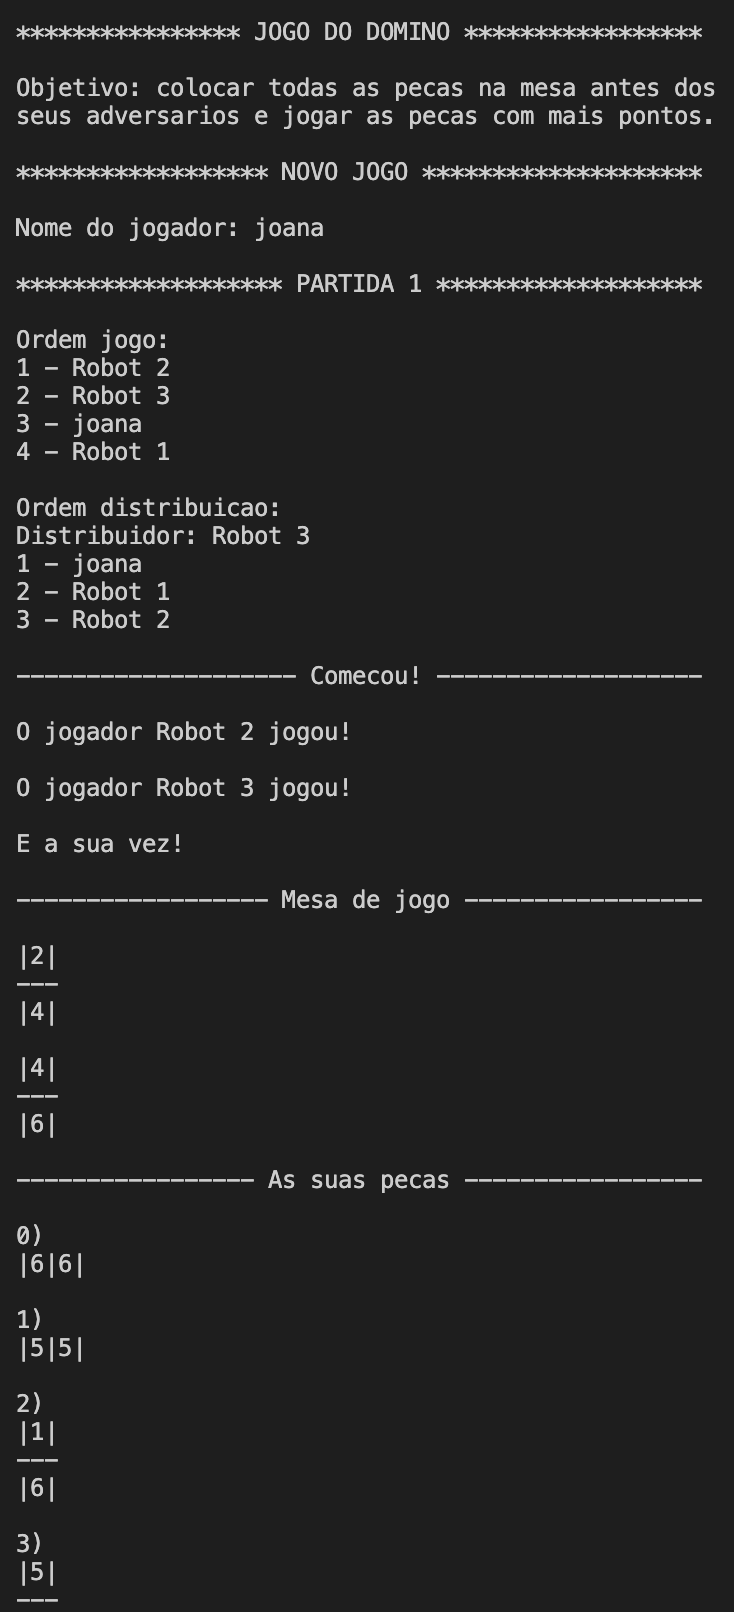 **************** JOGO DO DOMINO *****************
Objetivo: colocar todas as pecas na mesa antes dos
seus adversarios e jogar as pecas com mais pontos.
****************** NOVO JOGO ********************
Nome do jogador: joana
******************* PARTIDA 1 *******************
Ordem jogo:
1 - Robot 2
2 - Robot 3
3 - joana
4 - Robot 1
Ordem distribuicao:
Distribuidor: Robot 3
1 - joana
2 - Robot 1
3 - Robot 2
-------------------- Comecou! -------------------
O jogador Robot 2 jogou!
O jogador Robot 3 jogou!
E a sua vez!
------------------ Mesa de jogo -----------------
|2|
---
|4|
|4|
---
|6|
----------------- As suas pecas -----------------
0)
|6|6|
1)
|5|5|
2)
|1|
---
|6|
3)
|5|
---